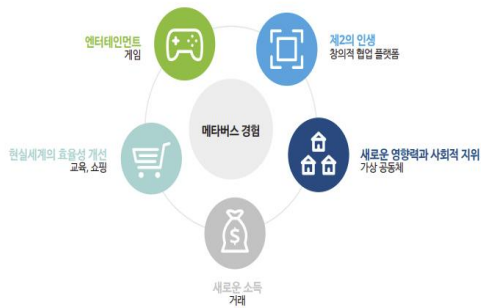 엔터테인먼트
게임
제2의 인생
창의적 협업 플랫폼
메타버스 경험
현실세계의 효율성 개선
교육, 쇼핑
새로운 영향력과 사회적 지위
가상 공동체
$
새로운 소득
거래